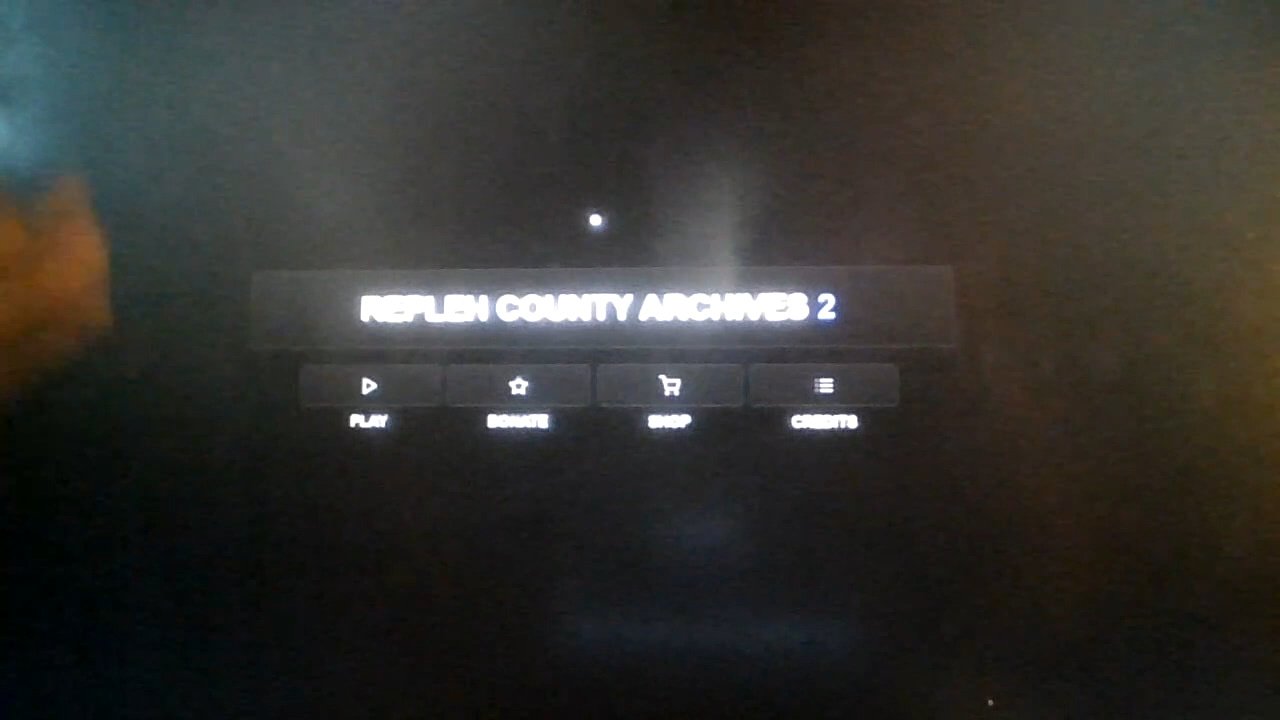 REPLEH COUNTY ARCHIVES 2
PLAY
DONATE
SHOP
CREDITS